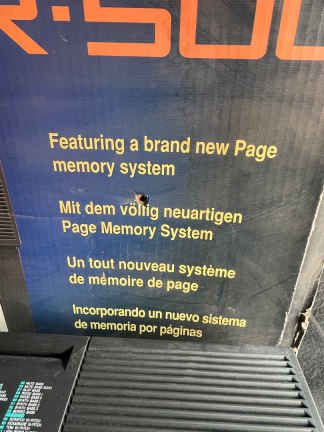 R·500
Featuring a brand new Page
memory system
Mit dem völlig neuartigen
Page Memory System
Un tout nouveau système
de mémoire de page
Incorporando un nuevo sistema
de memoria por páginas